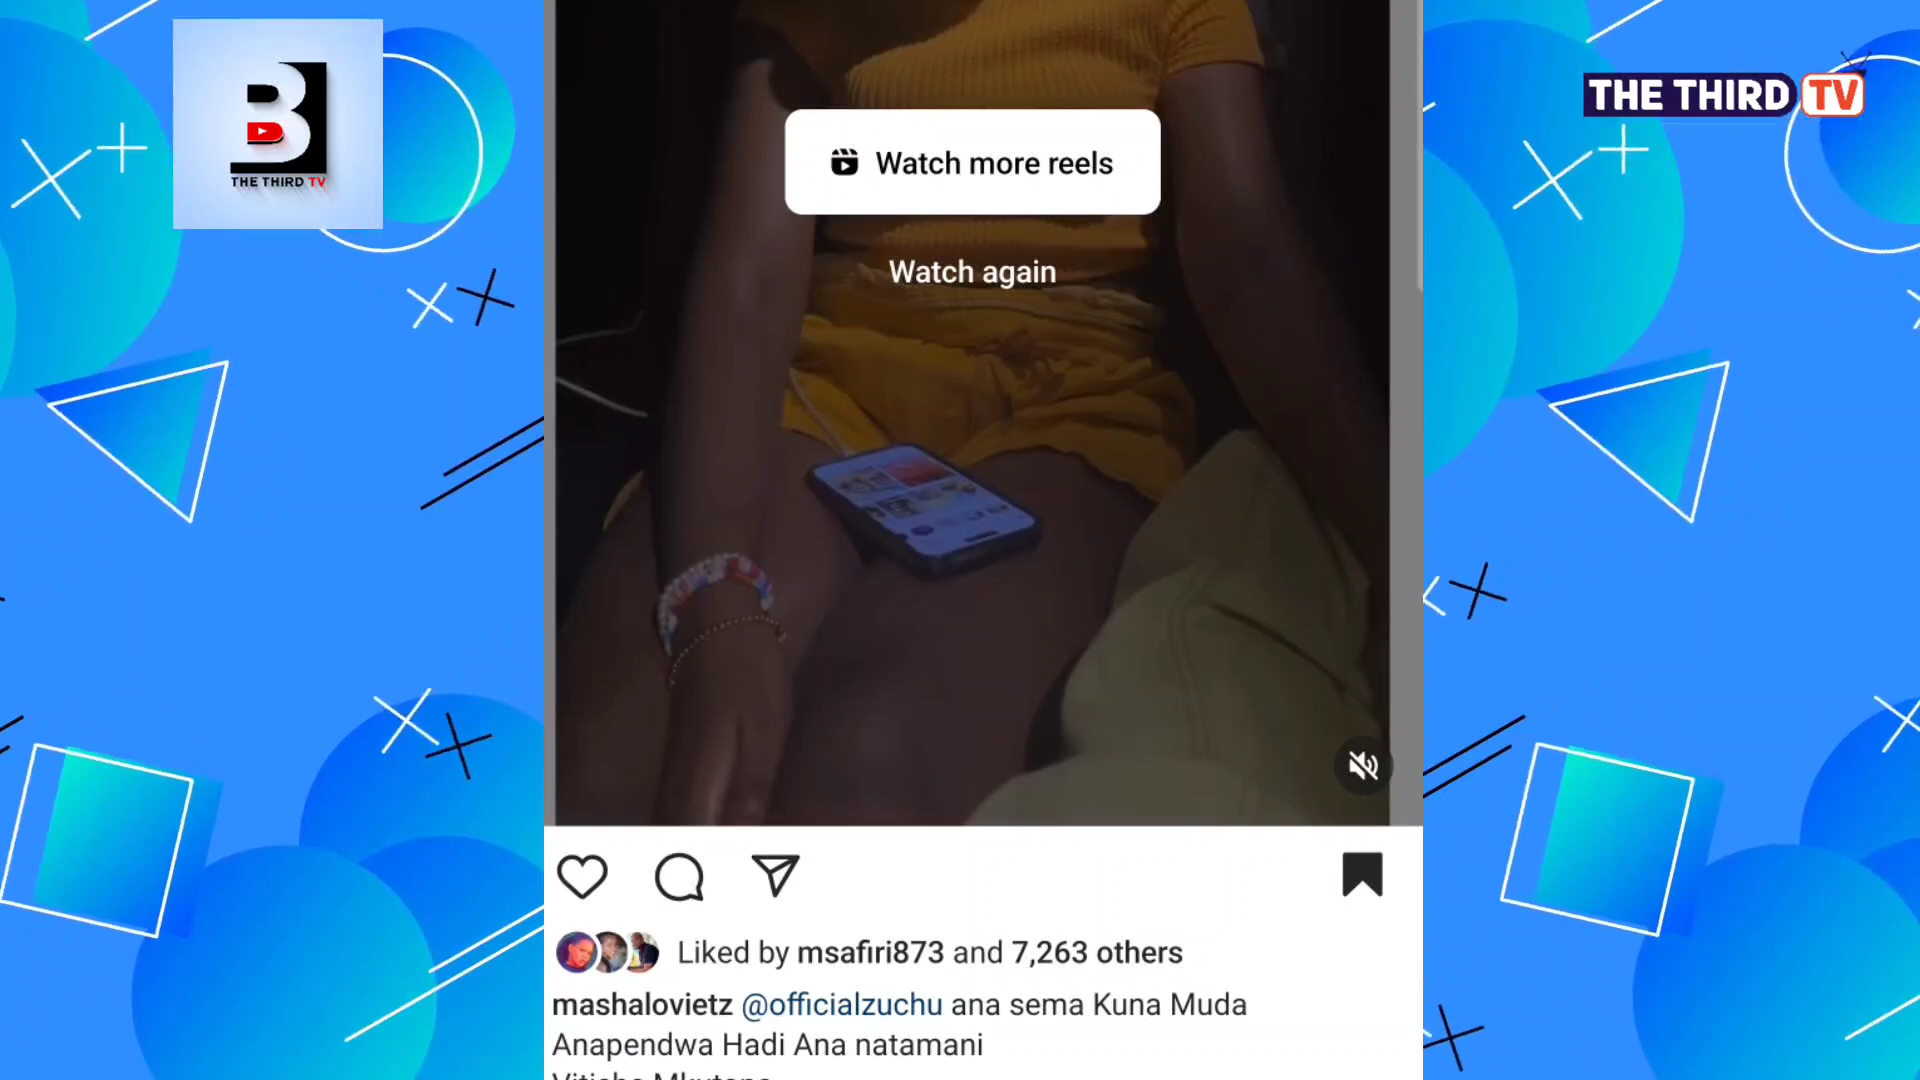 THE THIRD TV
THE THIRD TV
Watch more reels
Watch again
Liked by msafiri873 and 7,263 others
mashalovietz @officialzuchu ana sema Kuna Muda
Anapendwa Hadi Ana natamani